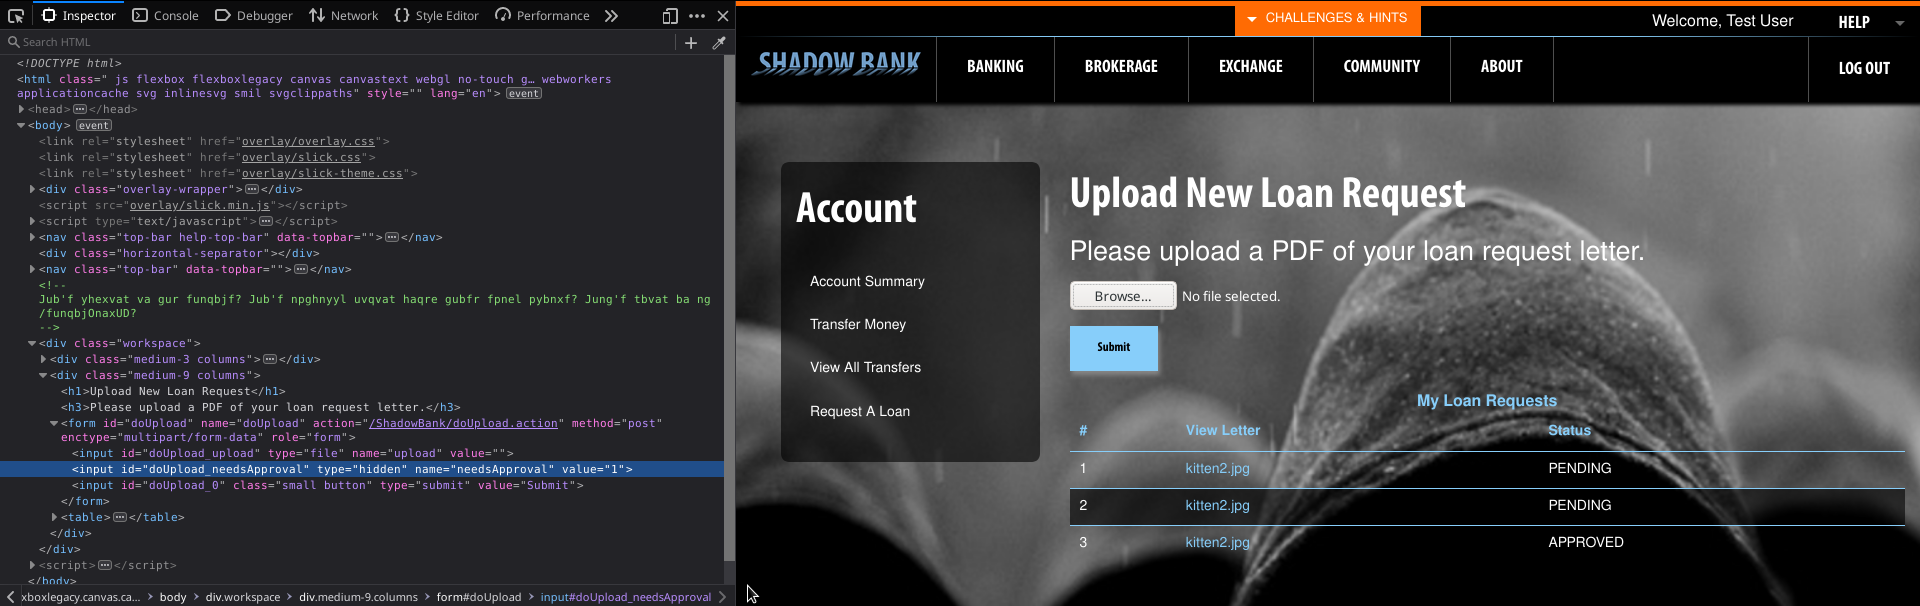 Inspector Console Debugger Network Style Editor Performance
Search HTML
<!DOCTYPE html>
<html class=" js flexbox flexboxlegacy canvas canvastext webgl no-touch g… webworkers
applicationcache svg inlinesvg smil svgclippaths" style="" lang="en"> event
<head> ··· </head>
<body> event
<link rel="stylesheet" href="overlay/overlay.css">
<link rel="stylesheet" href="overlay/slick.css">
<link rel="stylesheet" href="overlay/slick-theme.css">
<div class="overlay-wrapper"> ··· </div>
<script src="overlay/slick.min.js"></script>
<script type="text/javascript"> ··· </script>
<nav class="top-bar help-top-bar" data-topbar=""> ··· </nav>
<div class="horizontal-separator"></div>
<nav class="top-bar" data-topbar=""> ··· </nav>
<!--
Jub'f yhexvat va gur funqbjf? Jub'f npghnyyl uvqvat haqre gubfr fpnel pybnxf? Jung'f tbvat ba ng
/funqbjOnaxUD?
-->
<div class="workspace">
<div class="medium-3 columns"> ··· </div>
<div class="medium-9 columns">
<h1>Upload New Loan Request</h1>
<h3>Please upload a PDF of your loan request letter.</h3>
<form id="doUpload" name="doUpload" action="/ShadowBank/doUpload.action" method="post"
enctype="multipart/form-data" role="form">
<input id="doUpload_upload" type="file" name="upload" value="">
<input id="doUpload_needsApproval" type="hidden" name="needsApproval" value="1">
<input id="doUpload_0" class="small button" type="submit" value="Submit">
</form>
<table> ··· </table>
</div>
</div>
<script> ··· </script>
</body>
xboxlegacy.canvas.ca… > body > div.workspace > div.medium-9.columns > form#doUpload > input#doUpload_needsApproval
CHALLENGES & HINTS
Welcome, Test User
HELP
SHADOW BANK
BANKING
BROKERAGE
EXCHANGE
COMMUNITY
ABOUT
LOG OUT
Account
Account Summary
Transfer Money
View All Transfers
Request A Loan
Upload New Loan Request
Please upload a PDF of your loan request letter.
Browse... No file selected.
Submit
My Loan Requests
# View Letter Status
1 kitten2.jpg PENDING
2 kitten2.jpg PENDING
3 kitten2.jpg APPROVED